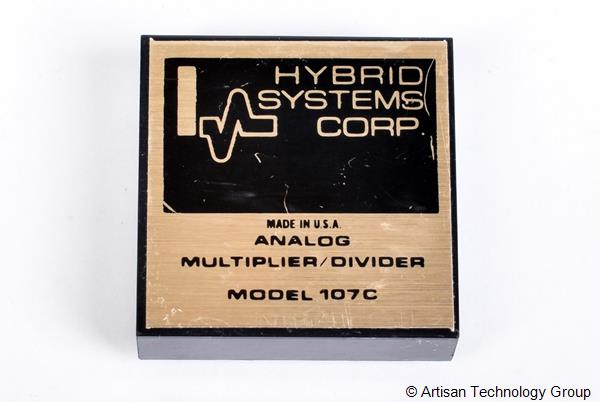 HYBRID
SYSTEMS
CORP
MADE IN U.S.A.
ANALOG
MULTIPLIER/DIVIDER
MODEL 107C
© Artisan Technology Group